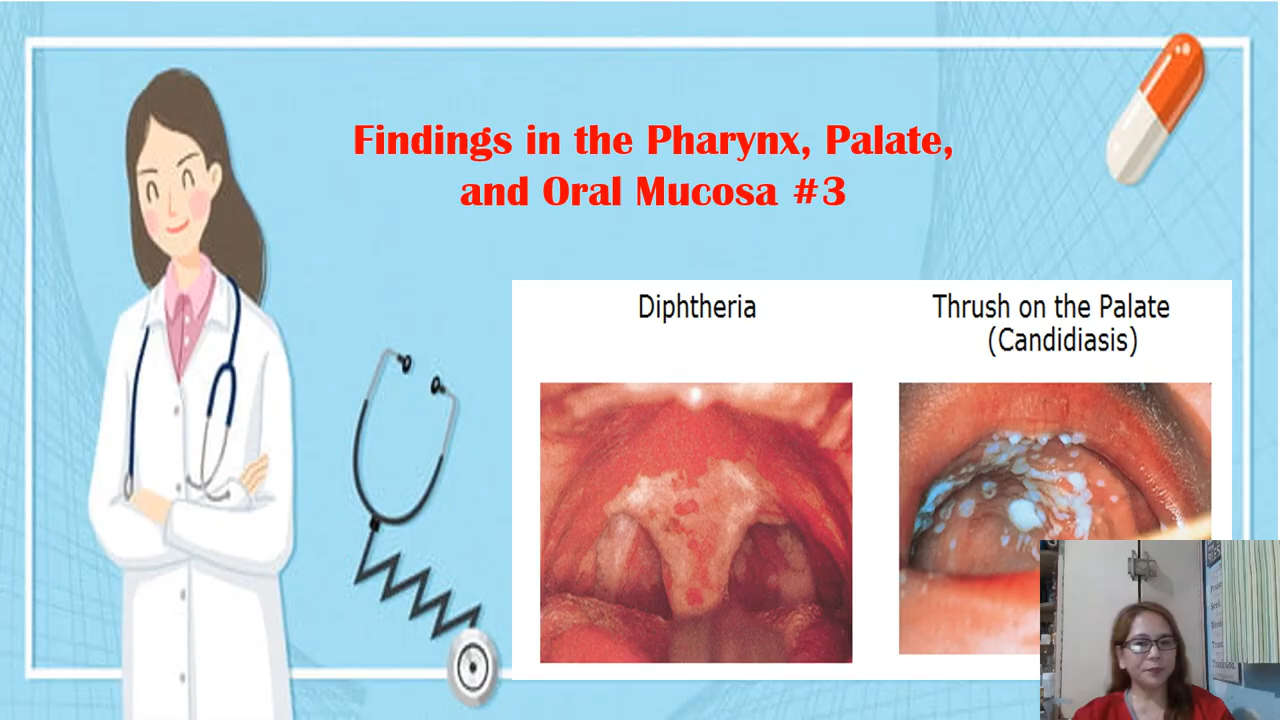 Findings in the Pharynx, Palate,
and Oral Mucosa #3
Diphtheria
Thrush on the Palate
(Candidiasis)